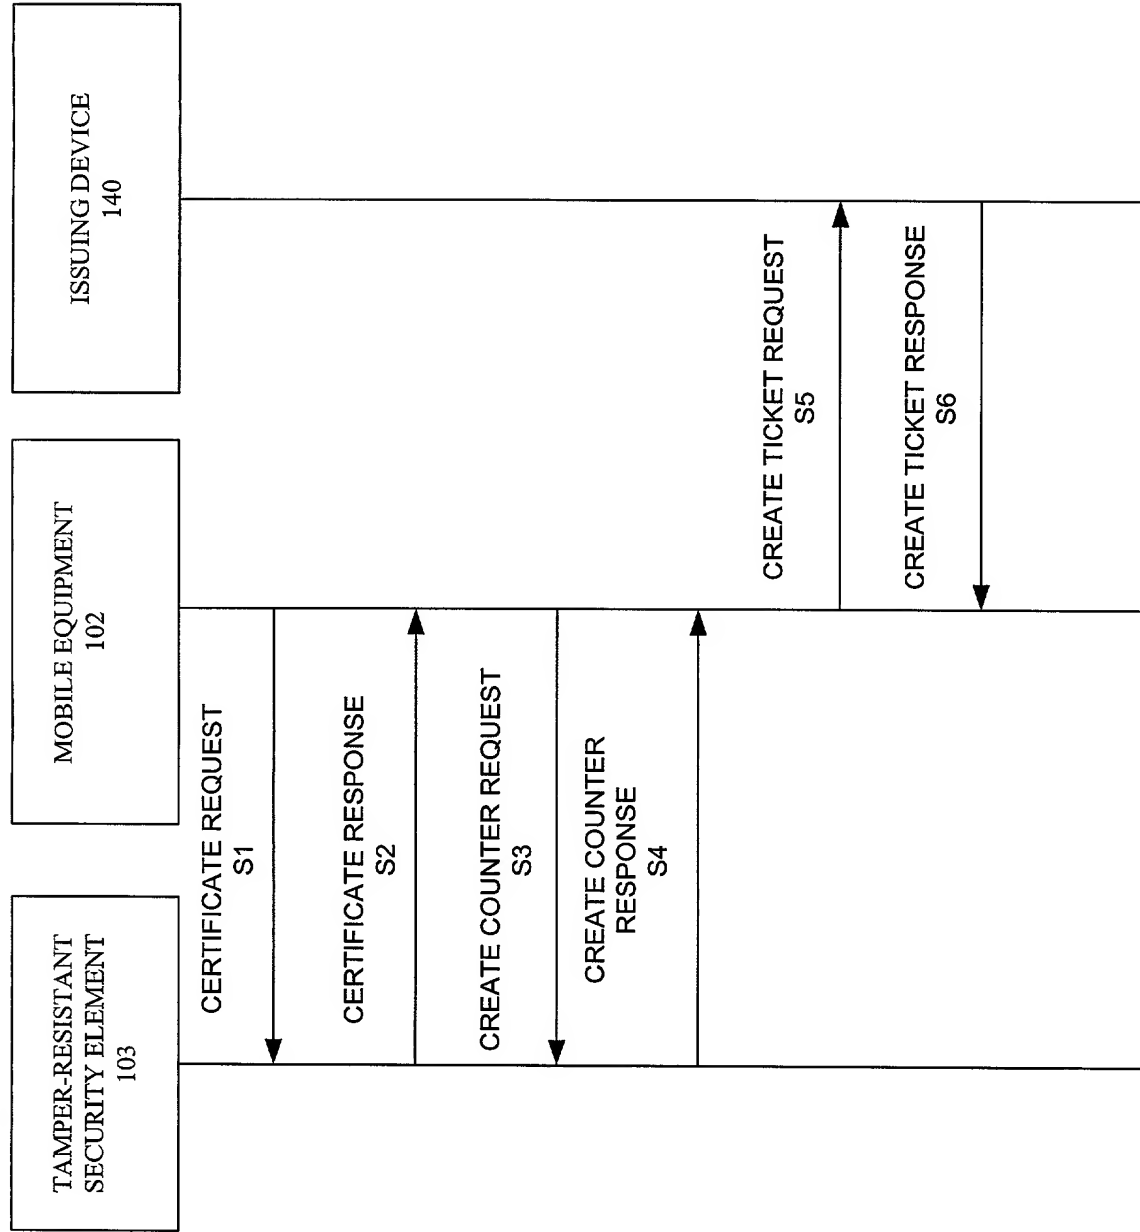 TAMPER-RESISTANT
SECURITY ELEMENT
103
MOBILE EQUIPMENT
102
ISSUING DEVICE
140
CERTIFICATE REQUEST
S1
CERTIFICATE RESPONSE
S2
CREATE COUNTER REQUEST
S3
CREATE COUNTER
RESPONSE
S4
CREATE TICKET REQUEST
S5
CREATE TICKET RESPONSE
S6